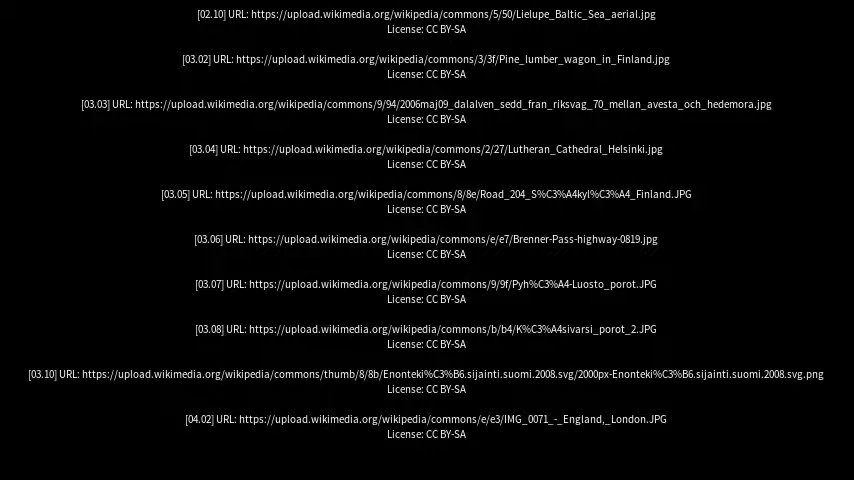 [02.10] URL: https://upload.wikimedia.org/wikipedia/commons/5/50/Lielupe_Baltic_Sea_aerial.jpg
License: CC BY-SA
[03.02] URL: https://upload.wikimedia.org/wikipedia/commons/3/3f/Pine_lumber_wagon_in_Finland.jpg
License: CC BY-SA
[03.03] URL: https://upload.wikimedia.org/wikipedia/commons/9/94/2006maj09_dalalven_sedd_fran_riksvag_70_mellan_avesta_och_hedemora.jpg
License: CC BY-SA
[03.04] URL: https://upload.wikimedia.org/wikipedia/commons/2/27/Lutheran_Cathedral_Helsinki.jpg
License: CC BY-SA
[03.05] URL: https://upload.wikimedia.org/wikipedia/commons/8/8e/Road_204_S%C3%A4kyl%C3%A4_Finland.JPG
License: CC BY-SA
[03.06] URL: https://upload.wikimedia.org/wikipedia/commons/e/e7/Brenner-Pass-highway-0819.jpg
License: CC BY-SA
[03.07] URL: https://upload.wikimedia.org/wikipedia/commons/9/9f/Pyh%C3%A4-Luosto_porot.JPG
License: CC BY-SA
[03.08] URL: https://upload.wikimedia.org/wikipedia/commons/b/b4/K%C3%A4sivarsi_porot_2.JPG
License: CC BY-SA
[03.10] URL: https://upload.wikimedia.org/wikipedia/commons/thumb/8/8b/Enonteki%C3%B6.sijainti.suomi.2008.svg/2000px-Enonteki%C3%B6.sijainti.suomi.2008.svg.png
License: CC BY-SA
[04.02] URL: https://upload.wikimedia.org/wikipedia/commons/e/e3/IMG_0071_-_England,_London.JPG
License: CC BY-SA